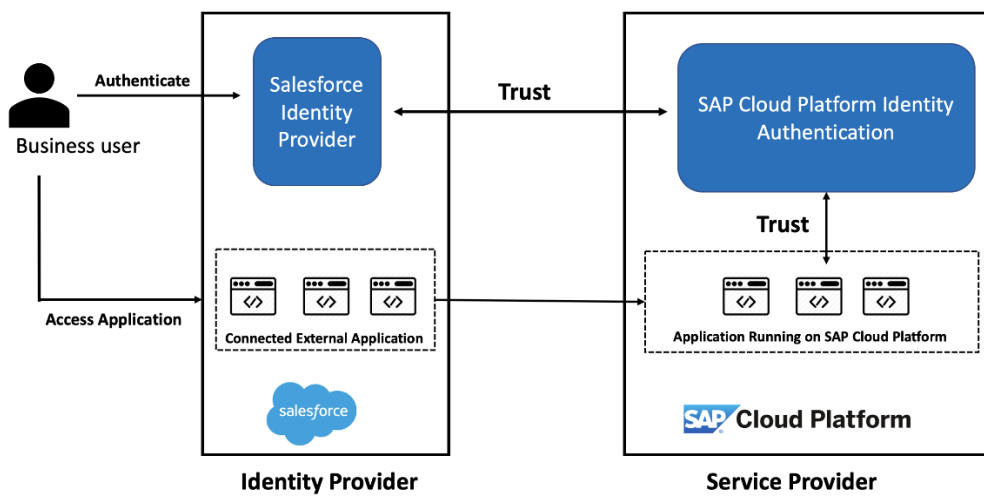 Authenticate
Business user
Access Application
Salesforce
Identity
Provider
Connected External Application
salesforce
Identity Provider
Trust
SAP Cloud Platform Identity
Authentication
Trust
Application Running on SAP Cloud Platform
SAP Cloud Platform
Service Provider